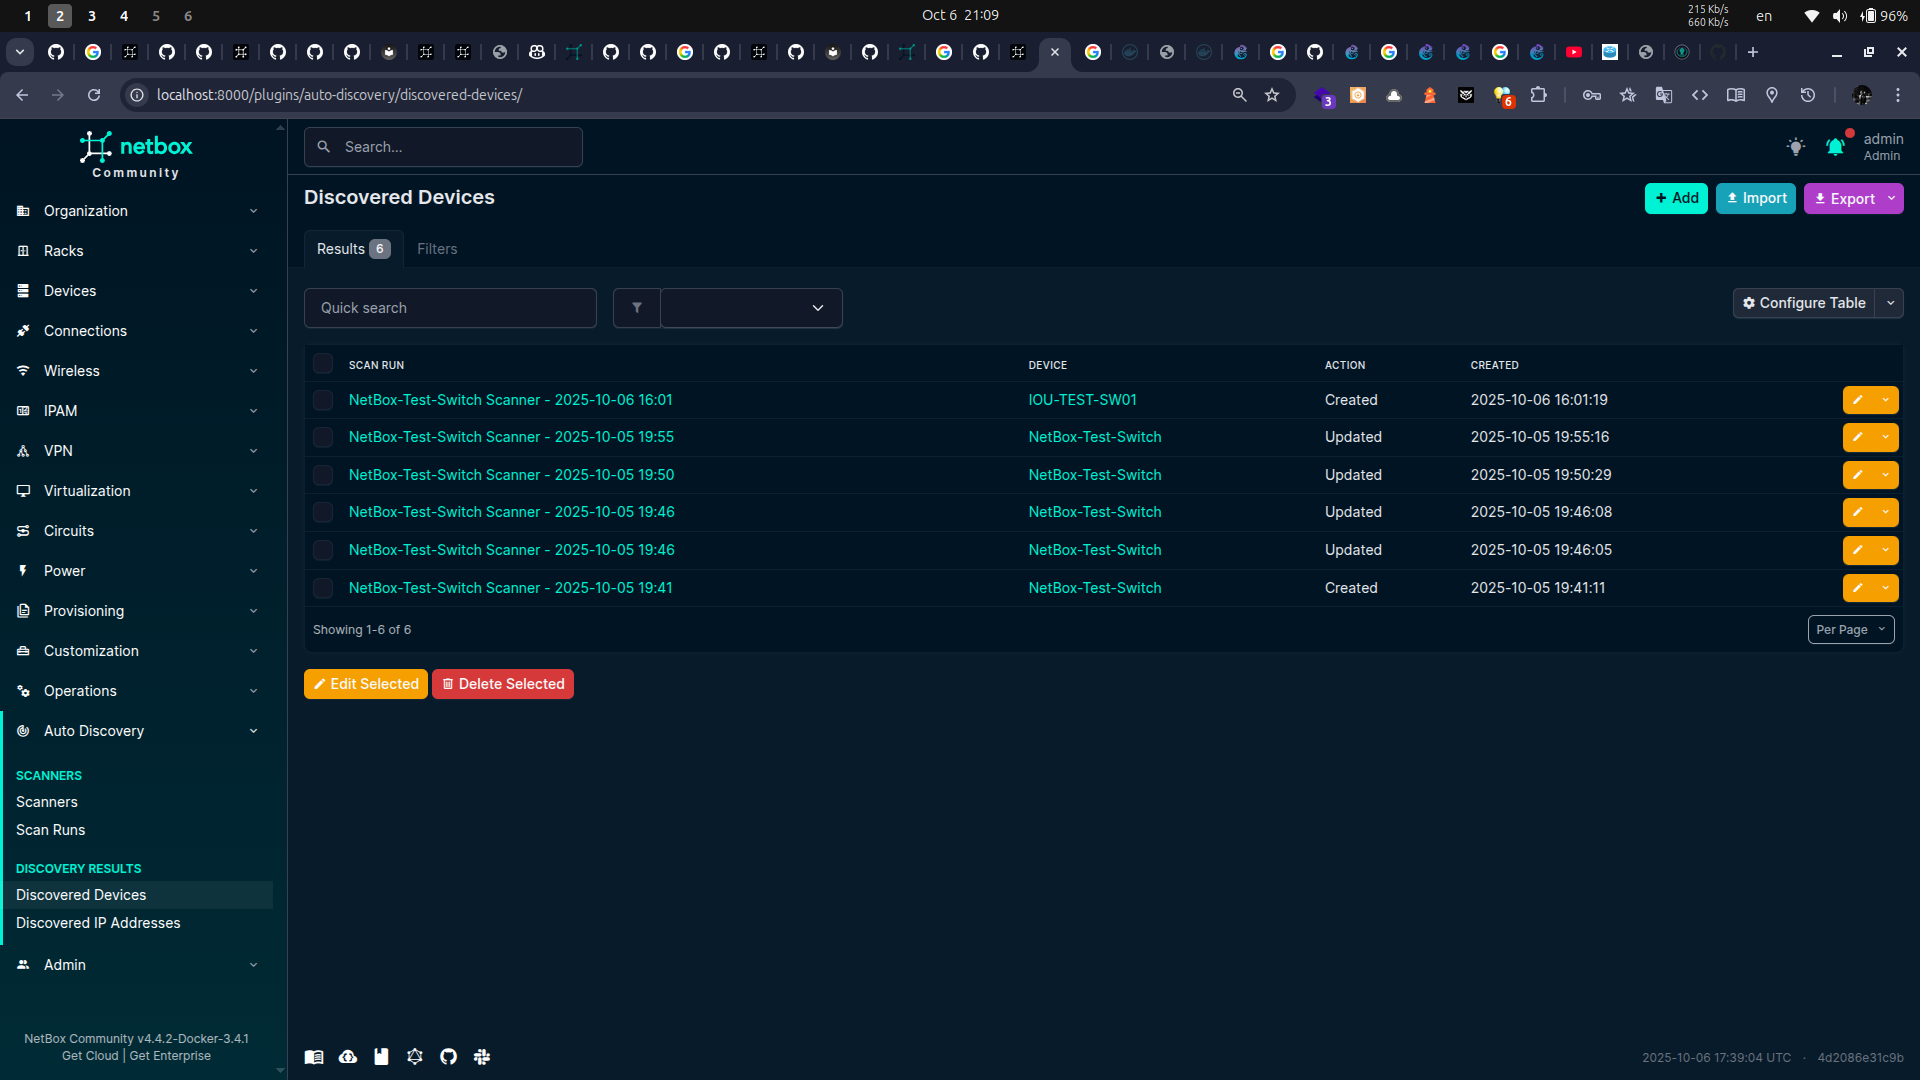 1 2 3 4 5 6
Oct 6 21:09
215 Kb/s
660 Kb/s
en
96%
localhost:8000/plugins/auto-discovery/discovered-devices/
3
6
netbox
Community
Search...
admin
Admin
Organization
Racks
Devices
Connections
Wireless
IPAM
VPN
Virtualization
Circuits
Power
Provisioning
Customization
Operations
Auto Discovery
SCANNERS
Scanners
Scan Runs
DISCOVERY RESULTS
Discovered Devices
Discovered IP Addresses
Admin
NetBox Community v4.4.2-Docker-3.4.1
Get Cloud | Get Enterprise
Discovered Devices
+ Add
Import
Export
Results 6
Filters
Quick search
Configure Table
SCAN RUN DEVICE ACTION CREATED
NetBox-Test-Switch Scanner - 2025-10-06 16:01 IOU-TEST-SW01 Created 2025-10-06 16:01:19
NetBox-Test-Switch Scanner - 2025-10-05 19:55 NetBox-Test-Switch Updated 2025-10-05 19:55:16
NetBox-Test-Switch Scanner - 2025-10-05 19:50 NetBox-Test-Switch Updated 2025-10-05 19:50:29
NetBox-Test-Switch Scanner - 2025-10-05 19:46 NetBox-Test-Switch Updated 2025-10-05 19:46:08
NetBox-Test-Switch Scanner - 2025-10-05 19:46 NetBox-Test-Switch Updated 2025-10-05 19:46:05
NetBox-Test-Switch Scanner - 2025-10-05 19:41 NetBox-Test-Switch Created 2025-10-05 19:41:11
Showing 1-6 of 6
Per Page
Edit Selected
Delete Selected
2025-10-06 17:39:04 UTC · 4d2086e31c9b